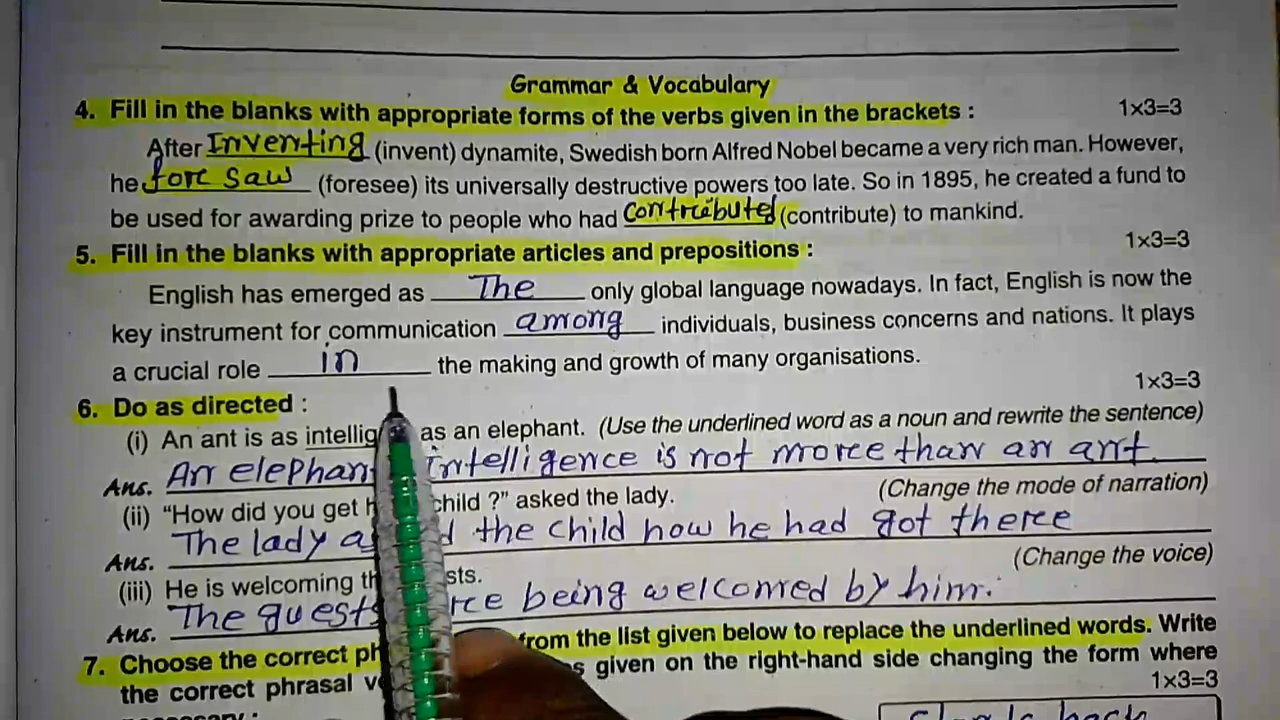 Grammar & Vocabulary
4. Fill in the blanks with appropriate forms of the verbs given in the brackets : 1×3=3
After Inventing (invent) dynamite, Swedish born Alfred Nobel became a very rich man. However,
he fore saw (foresee) its universally destructive powers too late. So in 1895, he created a fund to
be used for awarding prize to people who had contributed (contribute) to mankind.
5. Fill in the blanks with appropriate articles and prepositions : 1×3=3
English has emerged as The only global language nowadays. In fact, English is now the
key instrument for communication among individuals, business concerns and nations. It plays
a crucial role in the making and growth of many organisations.
6. Do as directed : 1×3=3
(i) An ant is as as an elephant. (Use the underlined word as a noun and rewrite the sentence)
Ans. An intelligence is not more than an ant.
(ii) "How did you get child ?" asked the lady. (Change the mode of narration)
Ans. The lady the child how he had got there
(iii) He is welcoming (Change the voice)
Ans. The guests being welcomed by him.
7. Choose the correct from the list given below to replace the underlined words. Write
the correct phrasal given on the right-hand side changing the form where
1×3=3
back